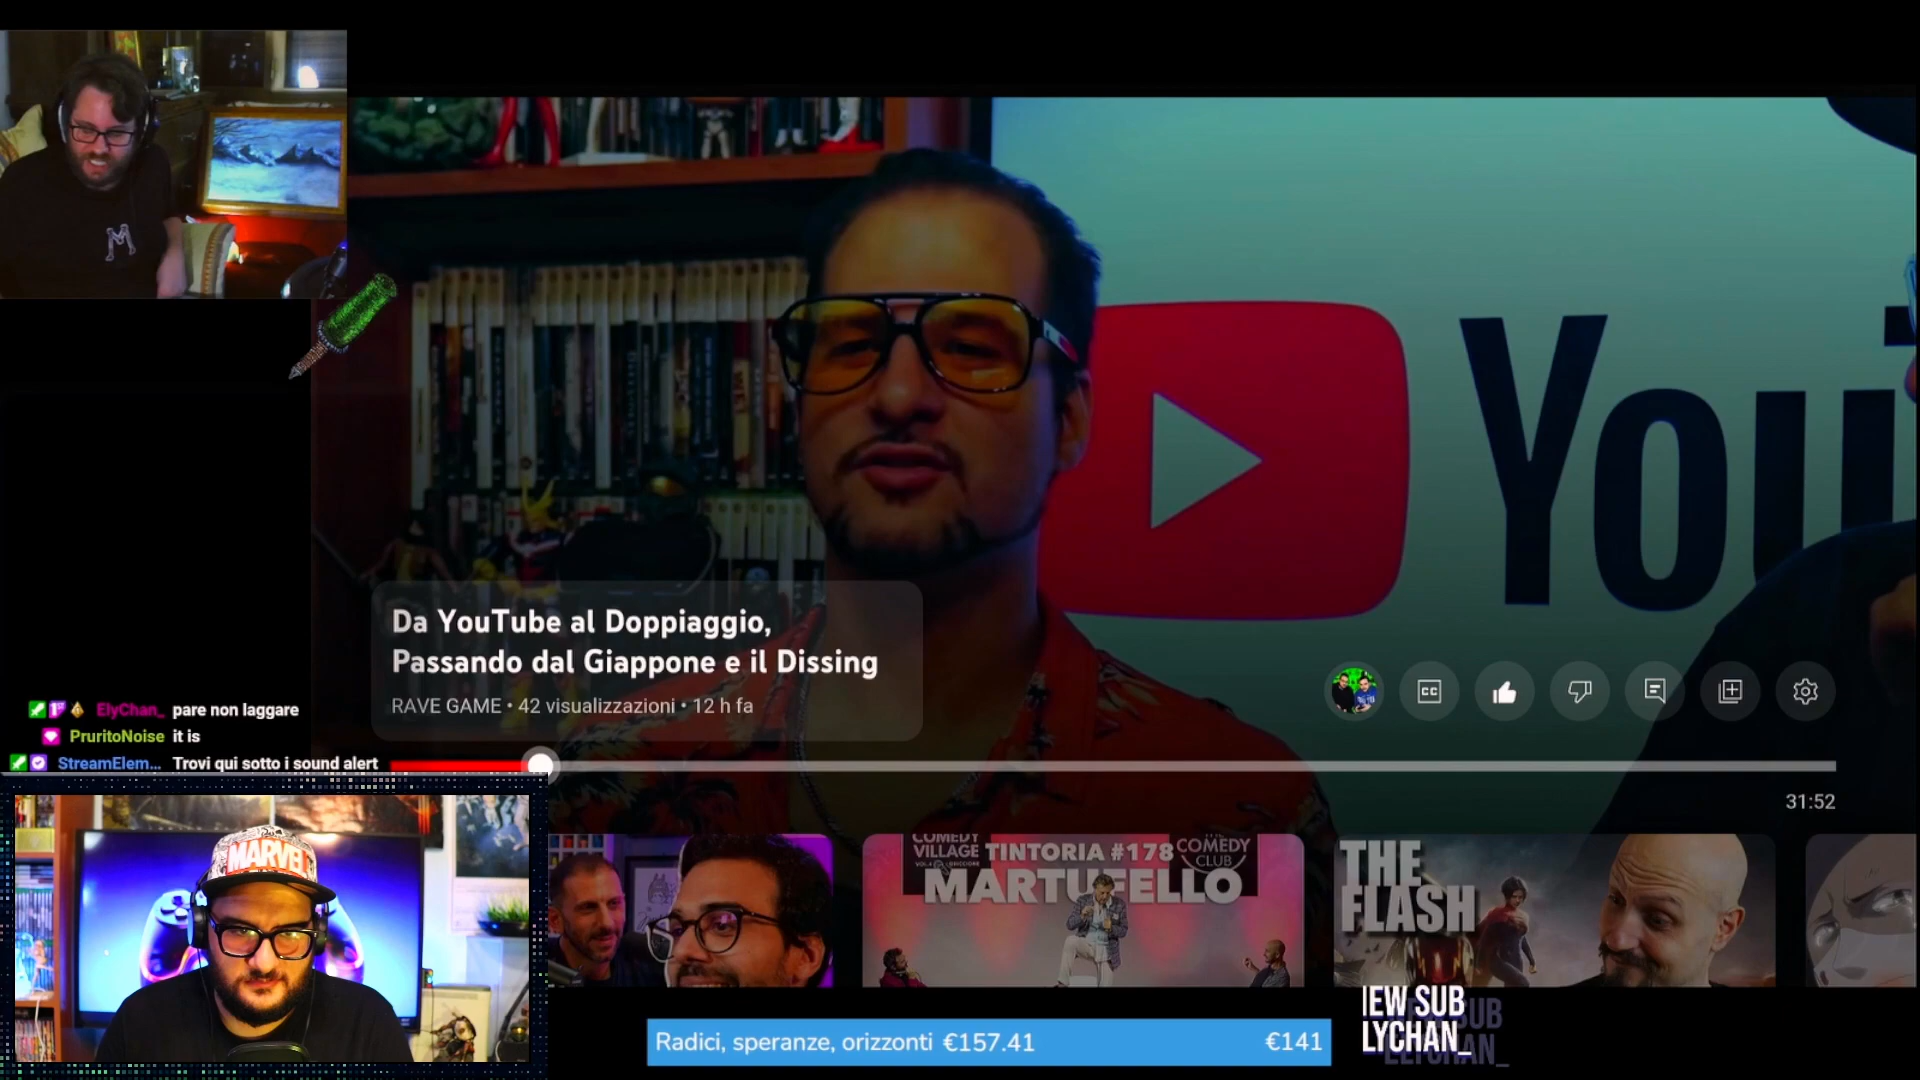 M
You
Da YouTube al Doppiaggio,
Passando dal Giappone e il Dissing
RAVE GAME • 42 visualizzazioni • 12 h fa
CC
ElyChan_ pare non laggare
PruritoNoise it is
StreamElem... Trovi qui sotto i sound alert
31:52
MARVEL
COMEDY
VILLAGE
TINTORIA #178
COMEDY
CLUB
MARTUFELLO
THE
FLASH
IEW SUB
LYCHAN_
Radici, speranze, orizzonti €157.41
€141